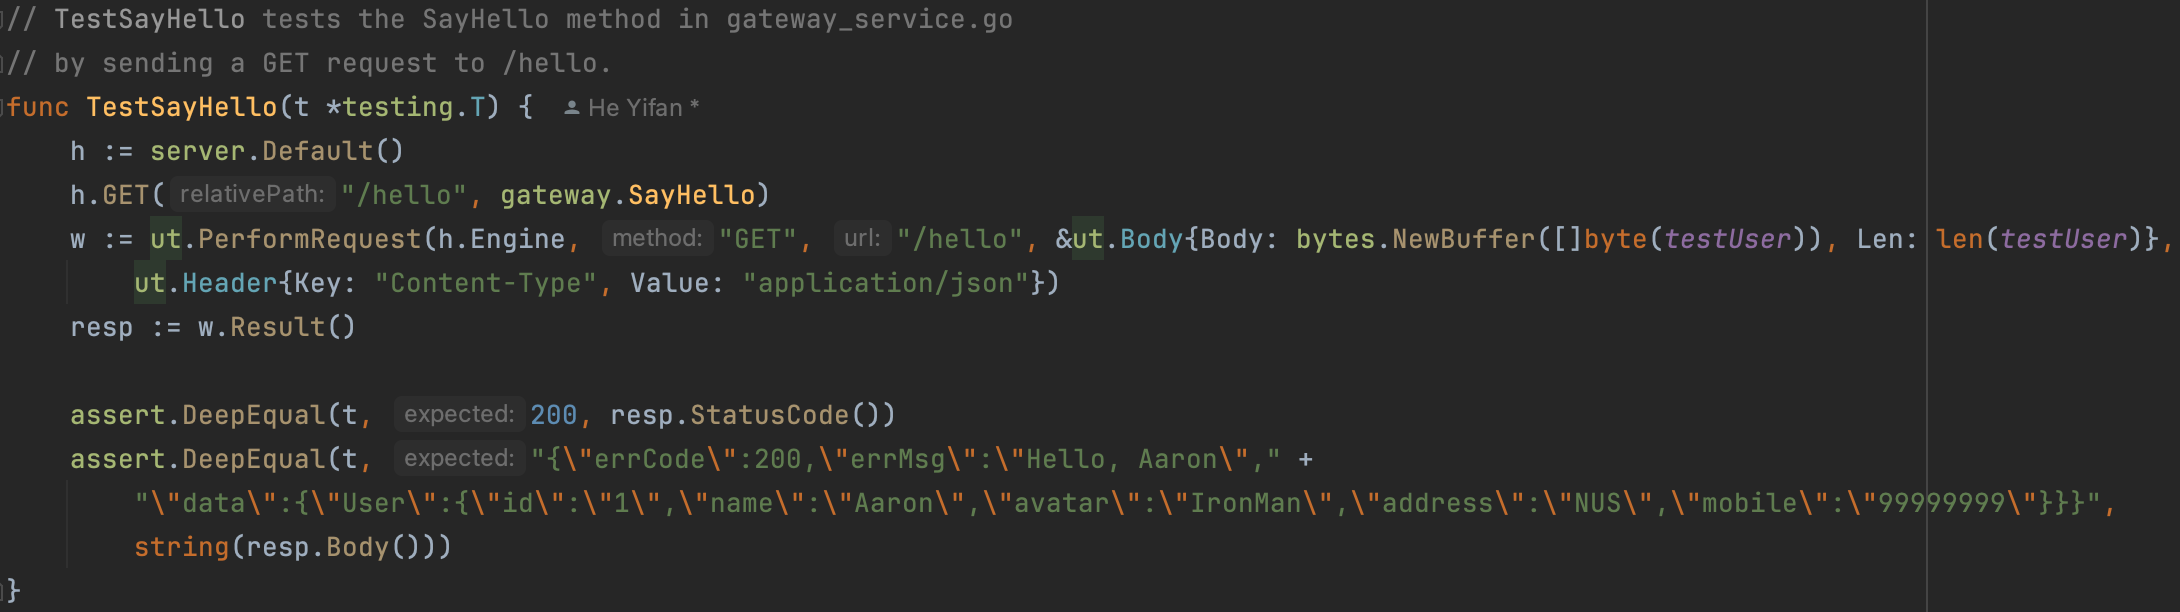 // TestSayHello tests the SayHello method in gateway_service.go
// by sending a GET request to /hello.
func TestSayHello(t *testing.T) { He Yifan *
h := server.Default()
h.GET( relativePath: "/hello", gateway.SayHello)
w := ut.PerformRequest(h.Engine, method: "GET", url: "/hello", &ut.Body{Body: bytes.NewBuffer([]byte(testUser)), Len: len(testUser)},
ut.Header{Key: "Content-Type", Value: "application/json"})
resp := w.Result()
assert.DeepEqual(t, expected: 200, resp.StatusCode())
assert.DeepEqual(t, expected: "{\"errCode\":200,\"errMsg\":\"Hello, Aaron\"," +
"\"data\":{\"User\":{\"id\":\"1\",\"name\":\"Aaron\",\"avatar\":\"IronMan\",\"address\":\"NUS\",\"mobile\":\"99999999\"}}}",
string(resp.Body()))
}